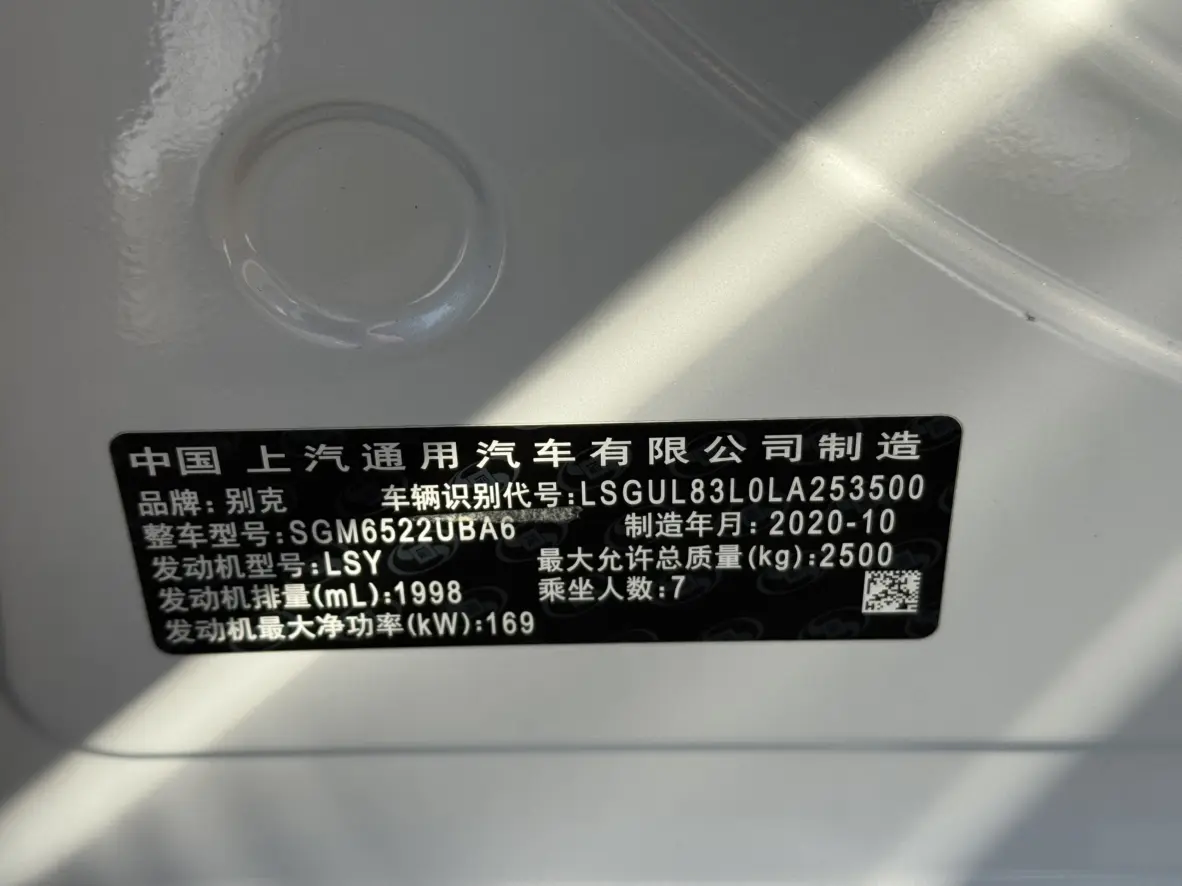 中国 上汽通用汽车有限公司制造
品牌:别克 车辆识别代号:LSGUL83L0LA253500
整车型号:SGM6522UBA6 制造年月:2020-10
发动机型号:LSY 最大允许总质量(kg):2500
发动机排量(mL):1998 乘坐人数:7
发动机最大净功率(kW):169